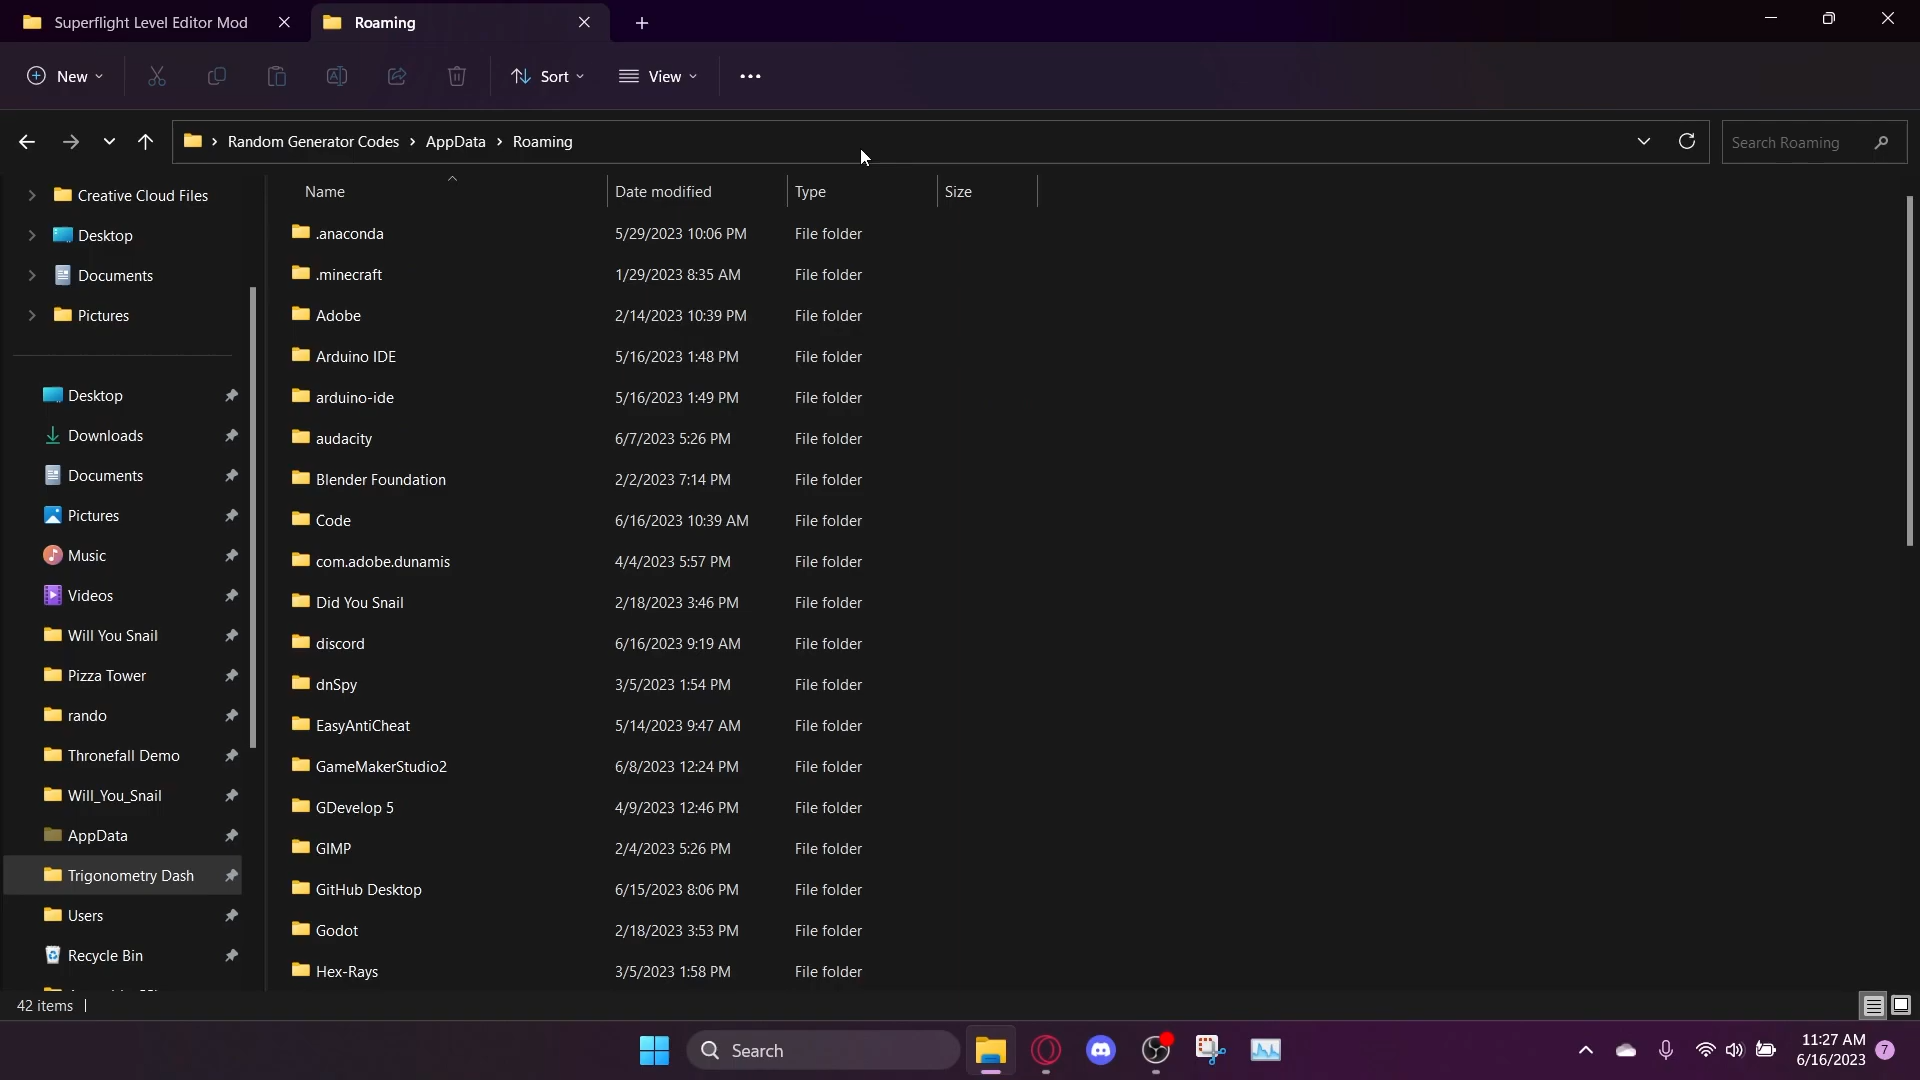 Superflight Level Editor Mod
Roaming
New
Sort
View
Random Generator Codes > AppData > Roaming
Search Roaming
Name Date modified Type Size
Creative Cloud Files
Desktop
Documents
Pictures
Desktop
Downloads
Documents
Pictures
Music
Videos
Will You Snail
Pizza Tower
rando
Thronefall Demo
Will_You_Snail
AppData
Trigonometry Dash
Users
Recycle Bin
.anaconda 5/29/2023 10:06 PM File folder
.minecraft 1/29/2023 8:35 AM File folder
Adobe 2/14/2023 10:39 PM File folder
Arduino IDE 5/16/2023 1:48 PM File folder
arduino-ide 5/16/2023 1:49 PM File folder
audacity 6/7/2023 5:26 PM File folder
Blender Foundation 2/2/2023 7:14 PM File folder
Code 6/16/2023 10:39 AM File folder
com.adobe.dunamis 4/4/2023 5:57 PM File folder
Did You Snail 2/18/2023 3:46 PM File folder
discord 6/16/2023 9:19 AM File folder
dnSpy 3/5/2023 1:54 PM File folder
EasyAntiCheat 5/14/2023 9:47 AM File folder
GameMakerStudio2 6/8/2023 12:24 PM File folder
GDevelop 5 4/9/2023 12:46 PM File folder
GIMP 2/4/2023 5:26 PM File folder
GitHub Desktop 6/15/2023 8:06 PM File folder
Godot 2/18/2023 3:53 PM File folder
Hex-Rays 3/5/2023 1:58 PM File folder
42 items
Search
11:27 AM
6/16/2023
7